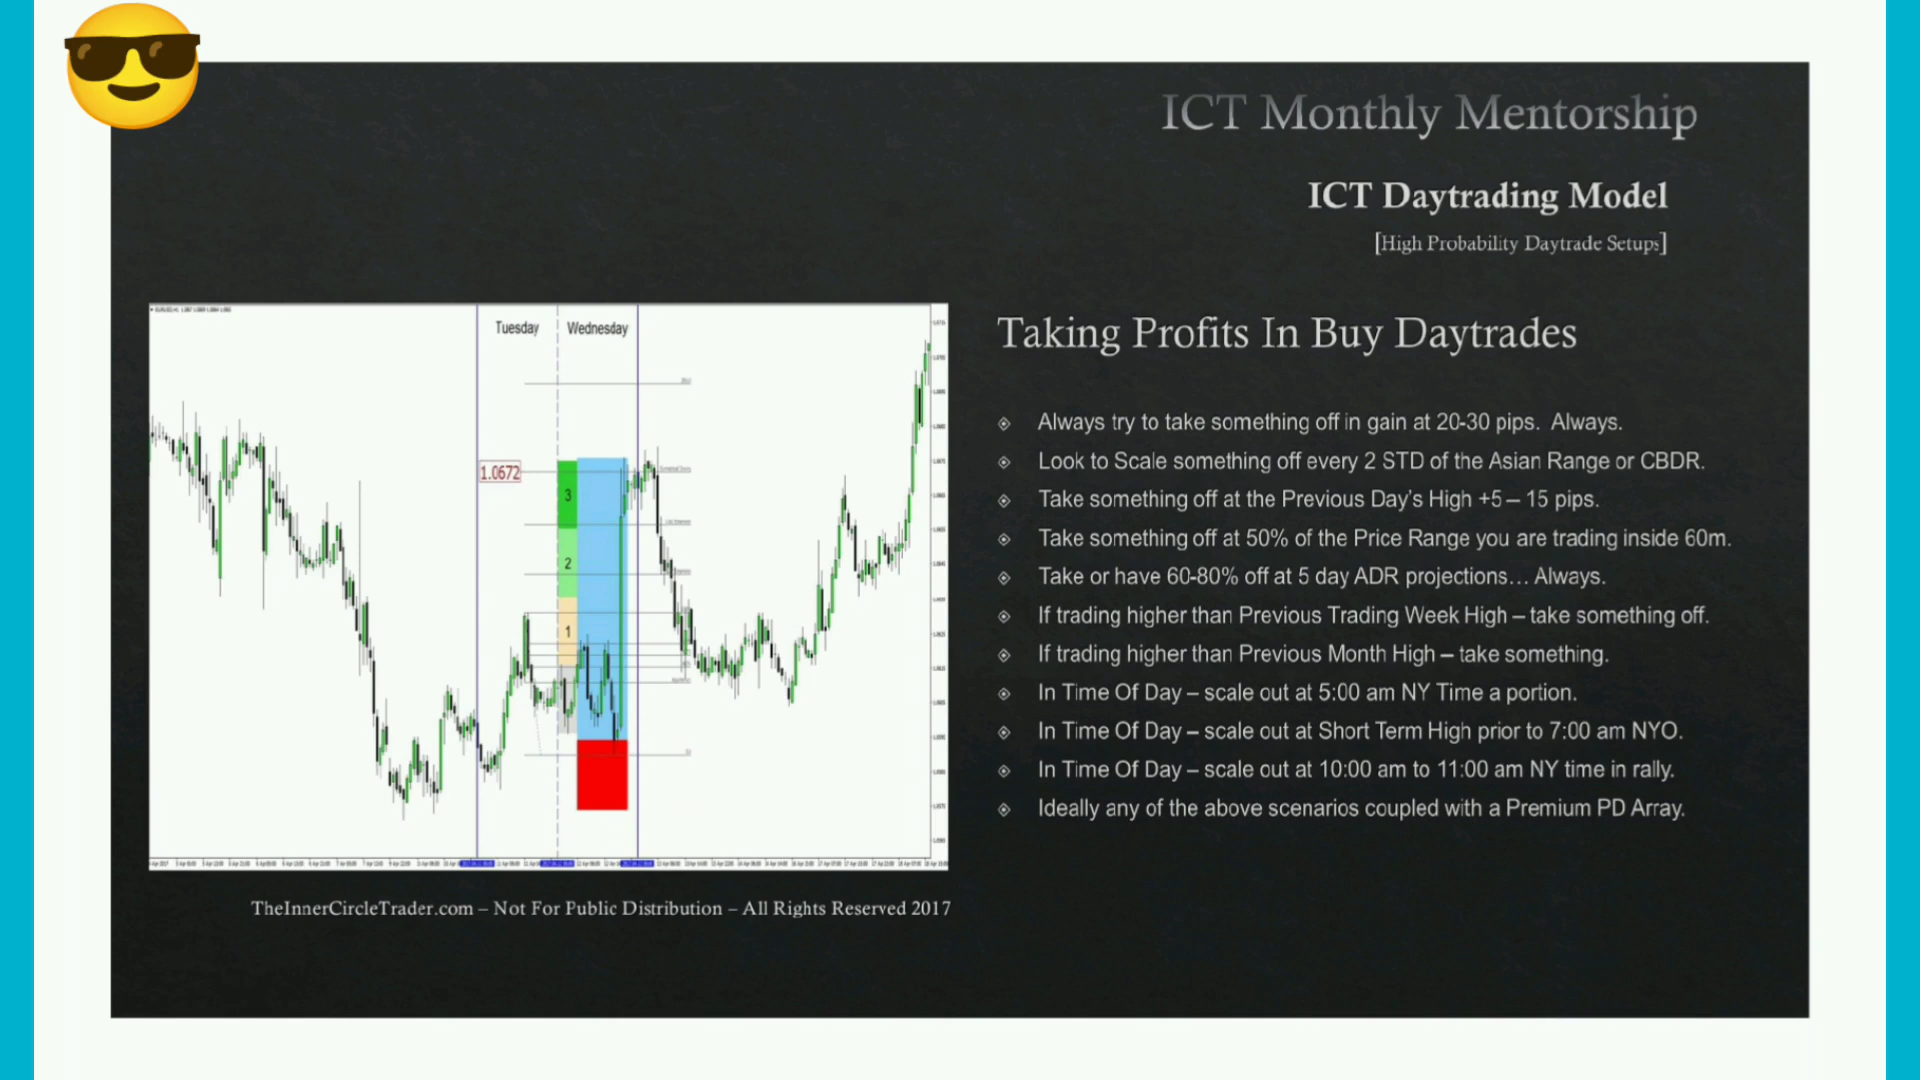 ICT Monthly Mentorship
ICT Daytrading Model
[High Probability Daytrade Setups]
Tuesday
Wednesday
1.0672
3
2
1
Taking Profits In Buy Daytrades
Always try to take something off in gain at 20-30 pips.  Always.
Look to Scale something off every 2 STD of the Asian Range or CBDR.
Take something off at the Previous Day's High +5 – 15 pips.
Take something off at 50% of the Price Range you are trading inside 60m.
Take or have 60-80% off at 5 day ADR projections… Always.
If trading higher than Previous Trading Week High – take something off.
If trading higher than Previous Month High – take something.
In Time Of Day – scale out at 5:00 am NY Time a portion.
In Time Of Day – scale out at Short Term High prior to 7:00 am NYO.
In Time Of Day – scale out at 10:00 am to 11:00 am NY time in rally.
Ideally any of the above scenarios coupled with a Premium PD Array.
TheInnerCircleTrader.com – Not For Public Distribution – All Rights Reserved 2017